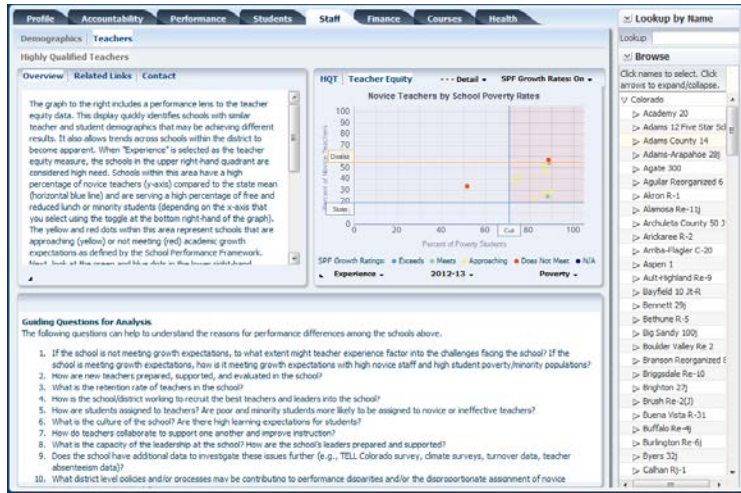 Profile Accountability Performance Students Staff Finance Courses Health
Demographics Teachers
Highly Qualified Teachers
Overview Related Links Contact
The graph to the right includes a performance lens to the teacher
equity data. This display quickly identifies schools with similar
teacher and student demographics that may be achieving different
results. It also allows trends across schools within the district to
become apparent. When "Experience" is selected as the teacher
equity measure, the schools in the upper right-hand quadrant are
considered high need. Schools within this area have a high
percentage of novice teachers (y-axis) compared to the state mean
(horizontal blue line) and are serving a high percentage of free and
reduced lunch or minority students (depending on the x-axis that
you select using the toggle at the bottom right-hand of the graph).
The yellow and red dots within this area represent schools that are
approaching (yellow) or not meeting (red) academic growth
expectations as defined by the School Performance Framework.
HQT Teacher Equity --- Detail SPF Growth Rates: On
Novice Teachers by School Poverty Rates
100
90
80
70
60
District
50
40
30
20
State
0
Percent of Novice Teachers
0 20 40 60 Cut 80 100
Percent of Poverty Students
SPF Growth Ratings: Exceeds Meets Approaching Does Not Meet N/A
Experience 2012-13 Poverty
Guiding Questions for Analysis
The following questions can help to understand the reasons for performance differences among the schools above.
1. If the school is not meeting growth expectations, to what extent might teacher experience factor into the challenges facing the school? If the
school is meeting growth expectations, how is it meeting growth expectations with high novice staff and high student poverty/minority populations?
2. How are new teachers prepared, supported, and evaluated in the school?
3. What is the retention rate of teachers in the school?
4. How is the school/district working to recruit the best teachers and leaders into the school?
5. How are students assigned to teachers? Are poor and minority students more likely to be assigned to novice or ineffective teachers?
6. What is the culture of the school? Are there high learning expectations for students?
7. How do teachers collaborate to support one another and improve instruction?
8. What is the capacity of the leadership at the school? How are the school's leaders prepared and supported?
9. Does the school have additional data to investigate these issues further (e.g., TELL Colorado survey, climate surveys, turnover data, teacher
absenteeism data)?
10. What district level policies and/or processes may be contributing to performance disparities and/or the disproportionate assignment of novice
Lookup by Name
Lookup
Browse
Click names to select. Click
arrows to expand/collapse.
Colorado
Academy 20
Adams 12 Five Star Scl
Adams County 14
Adams-Arapahoe 28j
Agate 300
Aguilar Reorganized 6
Akron R-1
Alamosa Re-11j
Archuleta County 50 J
Arickaree R-2
Arriba-Flagler C-20
Aspen 1
Ault-Highland Re-9
Bayfield 10 Jt-R
Bennett 29j
Bethune R-5
Big Sandy 100j
Boulder Valley Re 2
Branson Reorganized 8
Briggsdale Re-10
Brighton 27j
Brush Re-2(J)
Buena Vista R-31
Buffalo Re-4j
Burlington Re-6j
Byers 32j
Calhan Rj-1